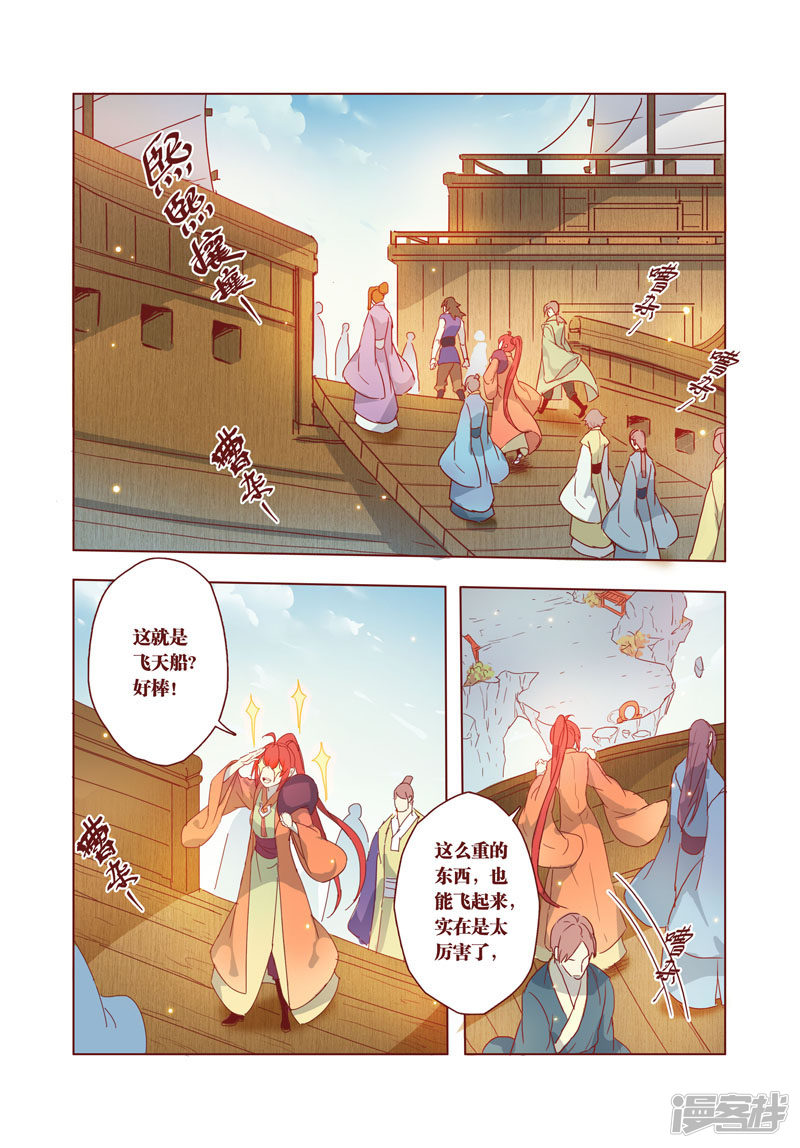 熙熙攘攘！
嘈杂！
嘈杂！
嘈杂！
这就是
飞天船？
好棒！
嘈杂！
这么重的
东西，也
能飞起来，
实在是太
厉害了，
嘈杂！
漫客栈